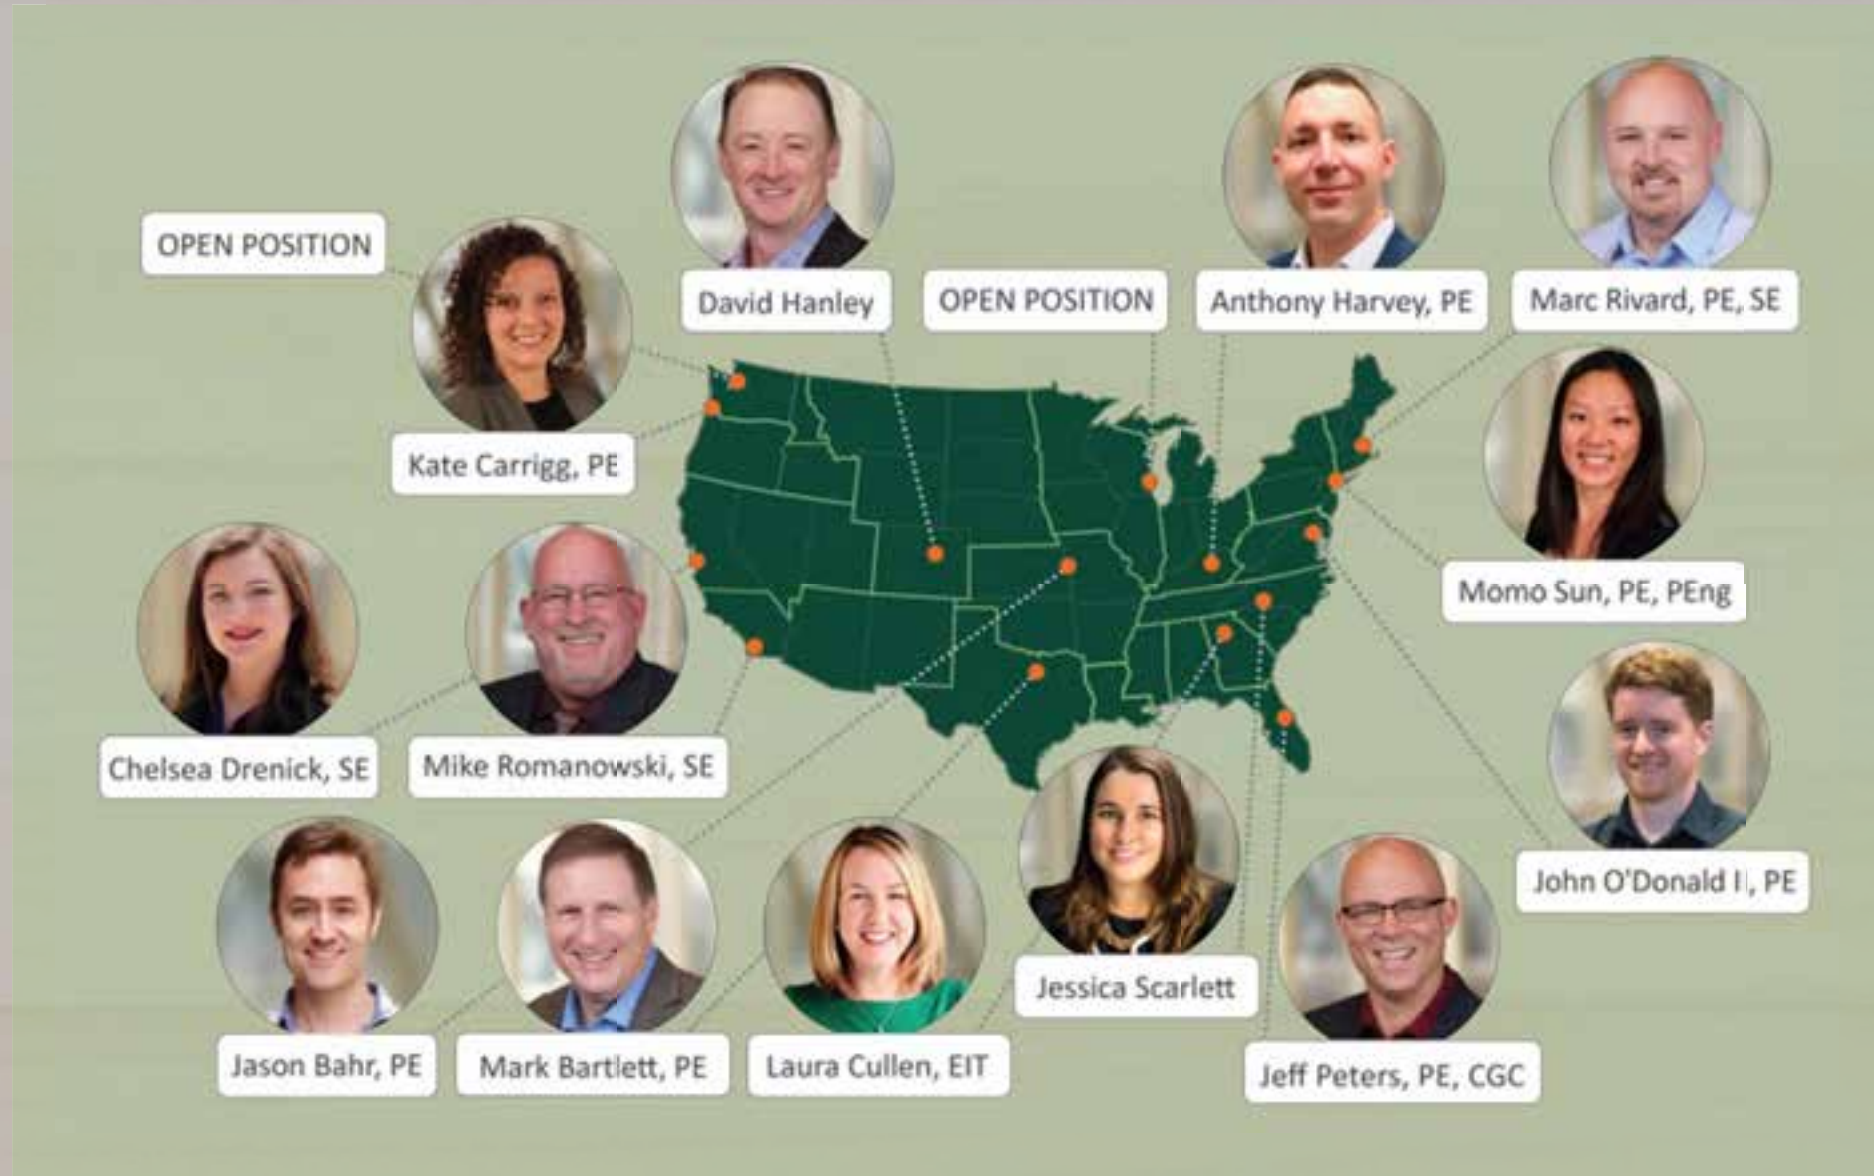 OPEN POSITION
David Hanley
OPEN POSITION
Anthony Harvey, PE
Marc Rivard, PE, SE
Kate Carrigg, PE
Momo Sun, PE, PEng
Chelsea Drenick, SE
Mike Romanowski, SE
John O'Donald I, PE
Jessica Scarlett
Jason Bahr, PE
Mark Bartlett, PE
Laura Cullen, EIT
Jeff Peters, PE, CGC